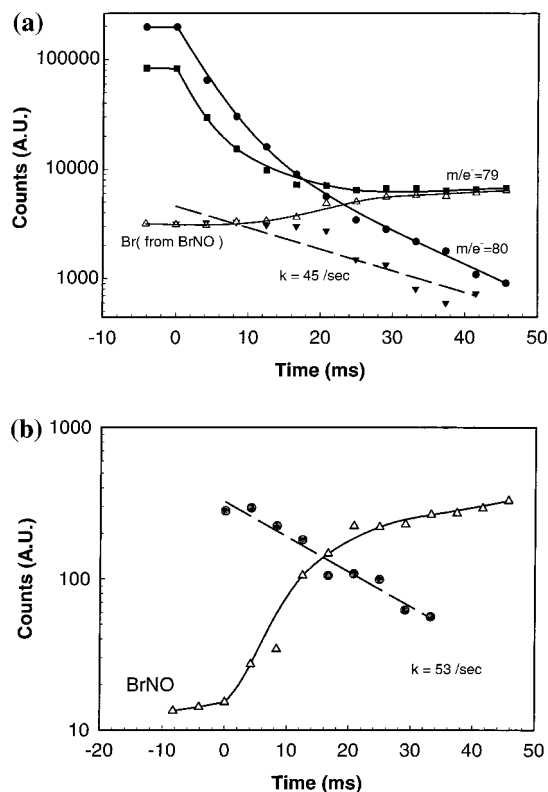 (a)
Counts (A.U.)
100000
10000
1000
m/e-=79
Br( from BrNO )
m/e-=80
k = 45 /sec
-10 0 10 20 30 40 50
Time (ms)
(b)
Counts (A.U.)
1000
100
10
BrNO
k = 53 /sec
-20 -10 0 10 20 30 40 50
Time (ms)